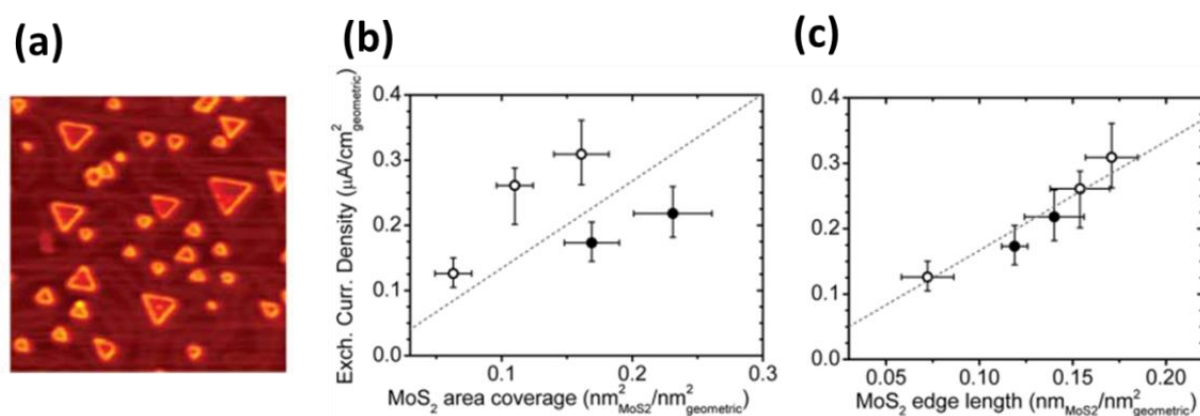 (a)
(b)
(c)
Exch. Curr. Density (μA/cm²geometric)
0.4
0.3
0.2
0.1
0.0
0.1 0.2 0.3
MoS₂ area coverage (nm²MoS2/nm²geometric)
0.4
0.3
0.2
0.1
0.0
0.05 0.10 0.15 0.20
MoS₂ edge length (nmMoS2/nm²geometric)